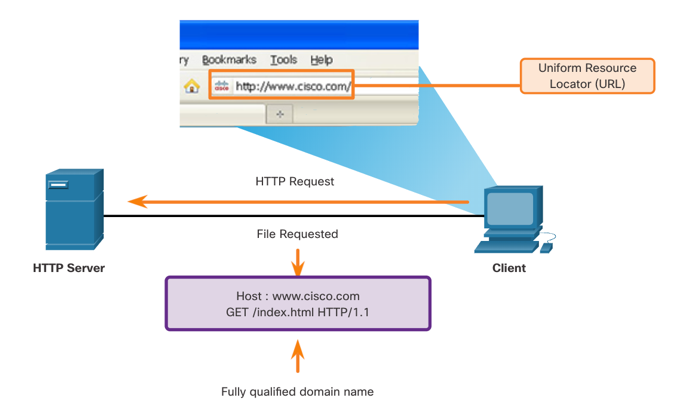 ry Bookmarks Tools Help
http://www.cisco.com/
Uniform Resource
Locator (URL)
HTTP Request
File Requested
HTTP Server
Client
Host : www.cisco.com
GET /index.html HTTP/1.1
Fully qualified domain name